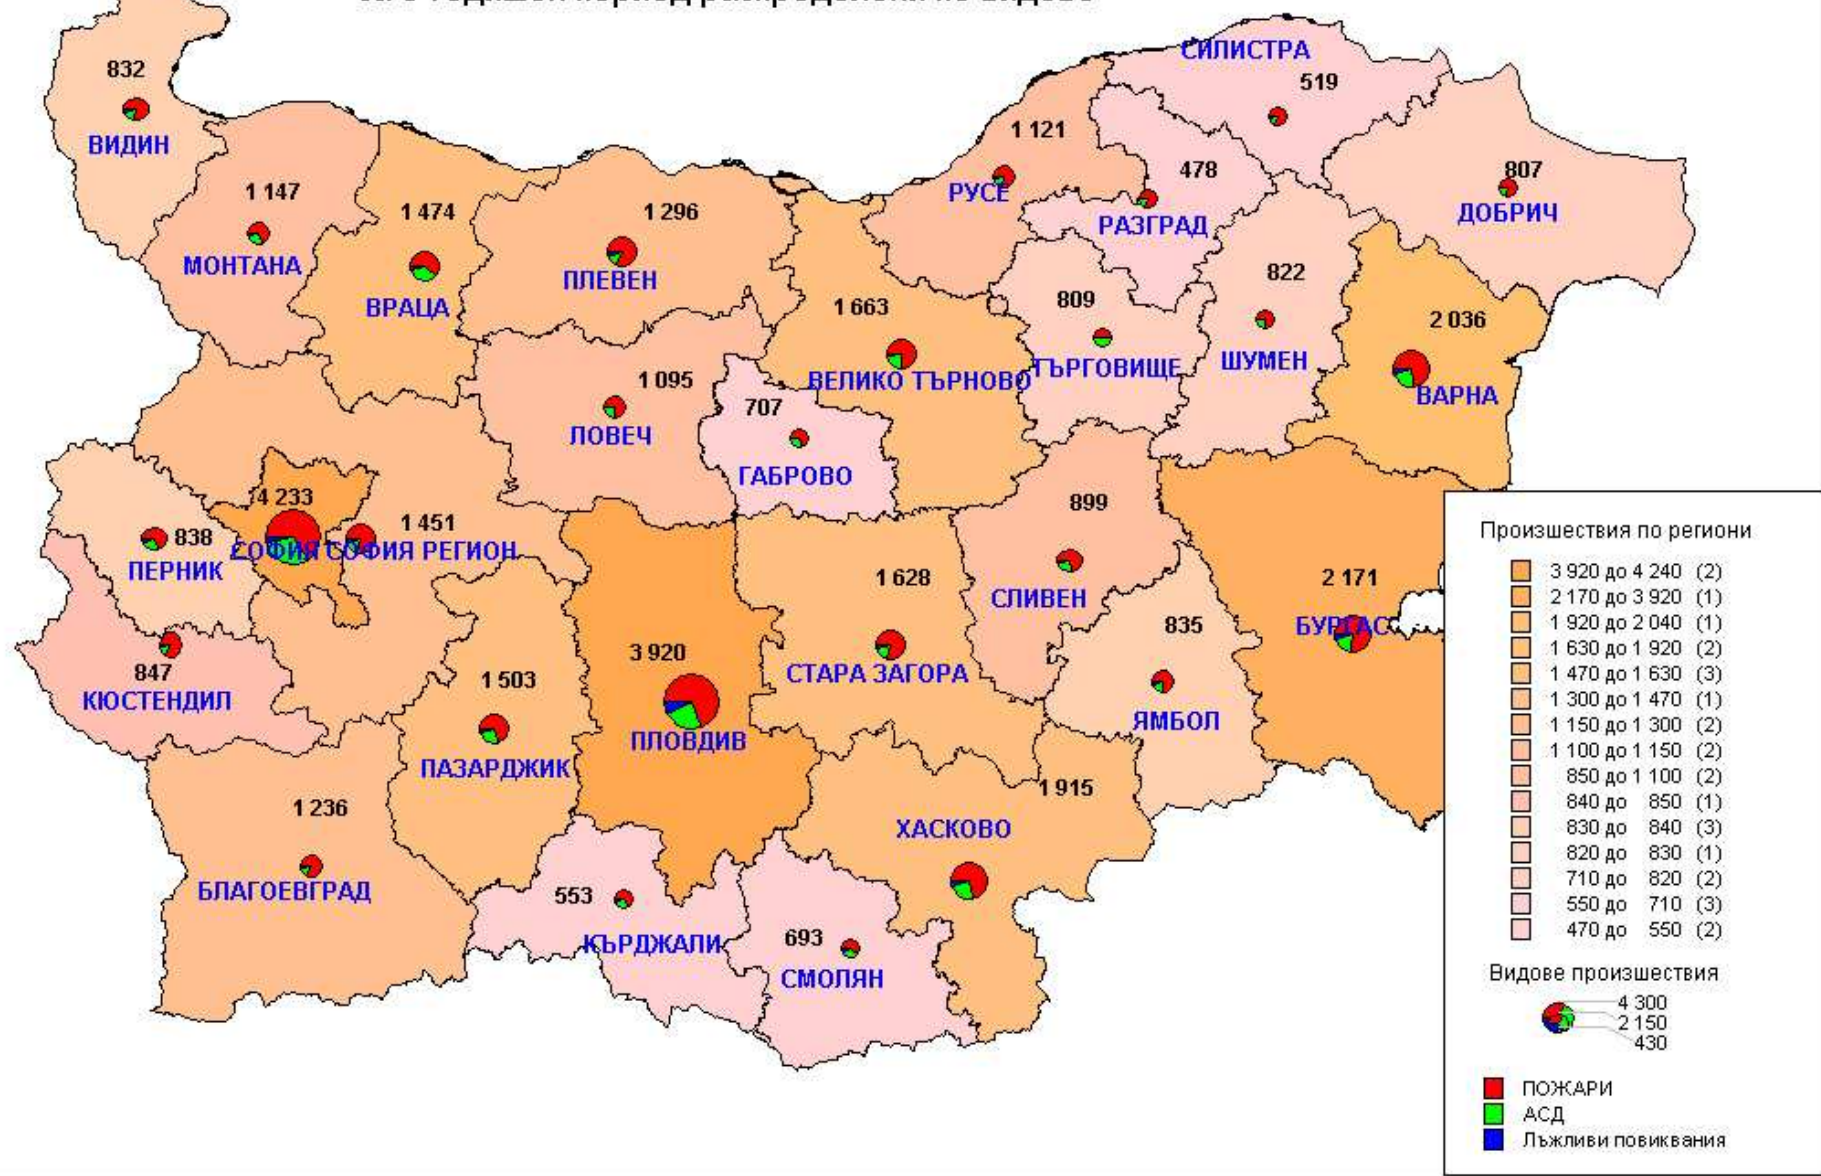 832
ВИДИН
1 147
МОНТАНА
1 474
ВРАЦА
1 296
ПЛЕВЕН
1 121
РУСЕ
СИЛИСТРА
519
478
РАЗГРАД
807
ДОБРИЧ
1 663
ВЕЛИКО ТЪРНОВО
809
ТЪРГОВИЩЕ
822
ШУМЕН
2 036
ВАРНА
1 095
ЛОВЕЧ
707
ГАБРОВО
4 233
СОФИЯ
1 451
СОФИЯ РЕГИОН
838
ПЕРНИК
847
КЮСТЕНДИЛ
899
СЛИВЕН
2 171
БУРГАС
1 628
СТАРА ЗАГОРА
835
ЯМБОЛ
3 920
ПЛОВДИВ
1 503
ПАЗАРДЖИК
1 236
БЛАГОЕВГРАД
1 915
ХАСКОВО
553
КЪРДЖАЛИ
693
СМОЛЯН
Произшествия по региони
3 920 до 4 240 (2)
2 170 до 3 920 (1)
1 920 до 2 040 (1)
1 630 до 1 920 (2)
1 470 до 1 630 (3)
1 300 до 1 470 (1)
1 150 до 1 300 (2)
1 100 до 1 150 (2)
850 до 1 100 (2)
840 до 850 (1)
830 до 840 (3)
820 до 830 (1)
710 до 820 (2)
550 до 710 (3)
470 до 550 (2)
Видове произшествия
4 300
2 150
430
ПОЖАРИ
АСД
Лъжливи повиквания